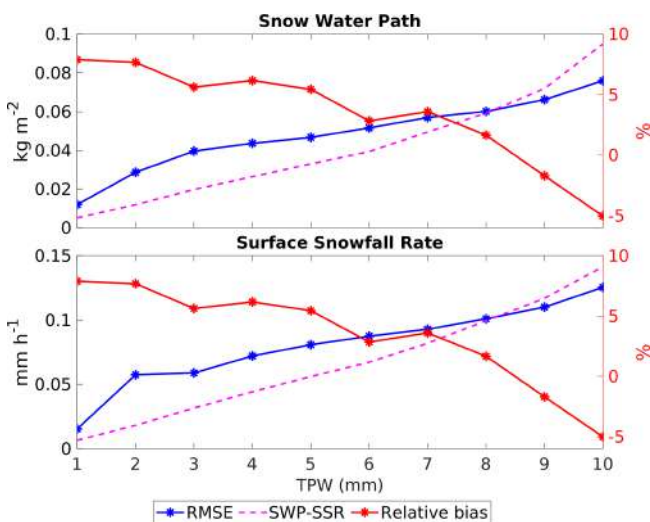 Snow Water Path
0.1
0.08
0.06
0.04
0.02
0
kg m-2
10
5
0
-5
%
Surface Snowfall Rate
0.15
0.1
0.05
0
mm h-1
10
5
0
-5
%
1 2 3 4 5 6 7 8 9 10
TPW (mm)
RMSE SWP-SSR Relative bias